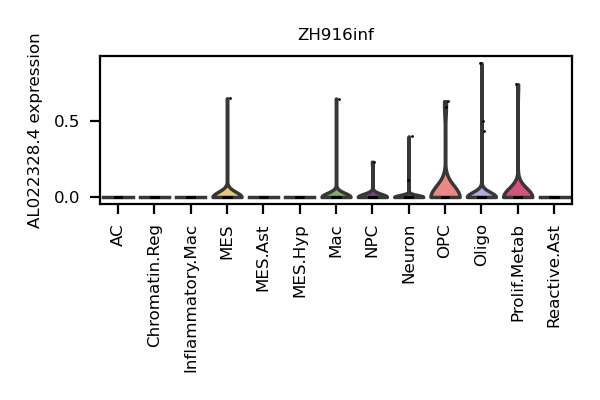 ZH916inf
AL022328.4 expression
0.5
0.0
AC
Chromatin.Reg
Inflammatory.Mac
MES
MES.Ast
MES.Hyp
Mac
NPC
Neuron
OPC
Oligo
Prolif.Metab
Reactive.Ast